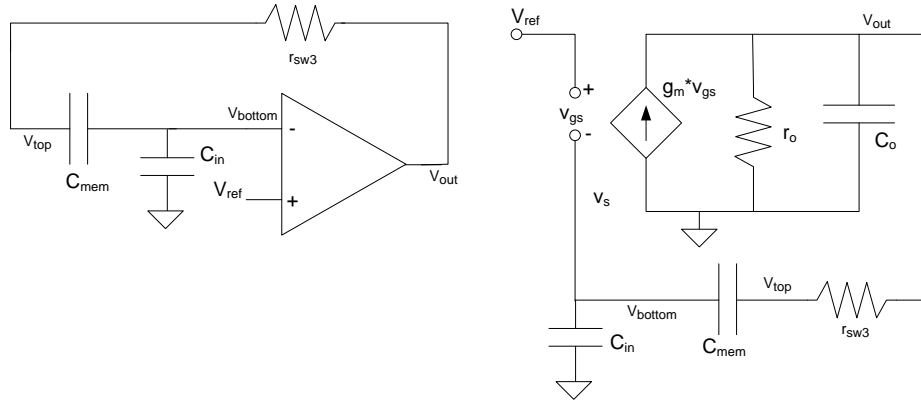 r_sw3
V_bottom
-
V_top
C_in
C_mem
V_ref
+
V_out
V_ref
V_out
+
g_m*v_gs
v_gs
-
r_o
C_o
v_s
V_top
V_bottom
r_sw3
C_in
C_mem